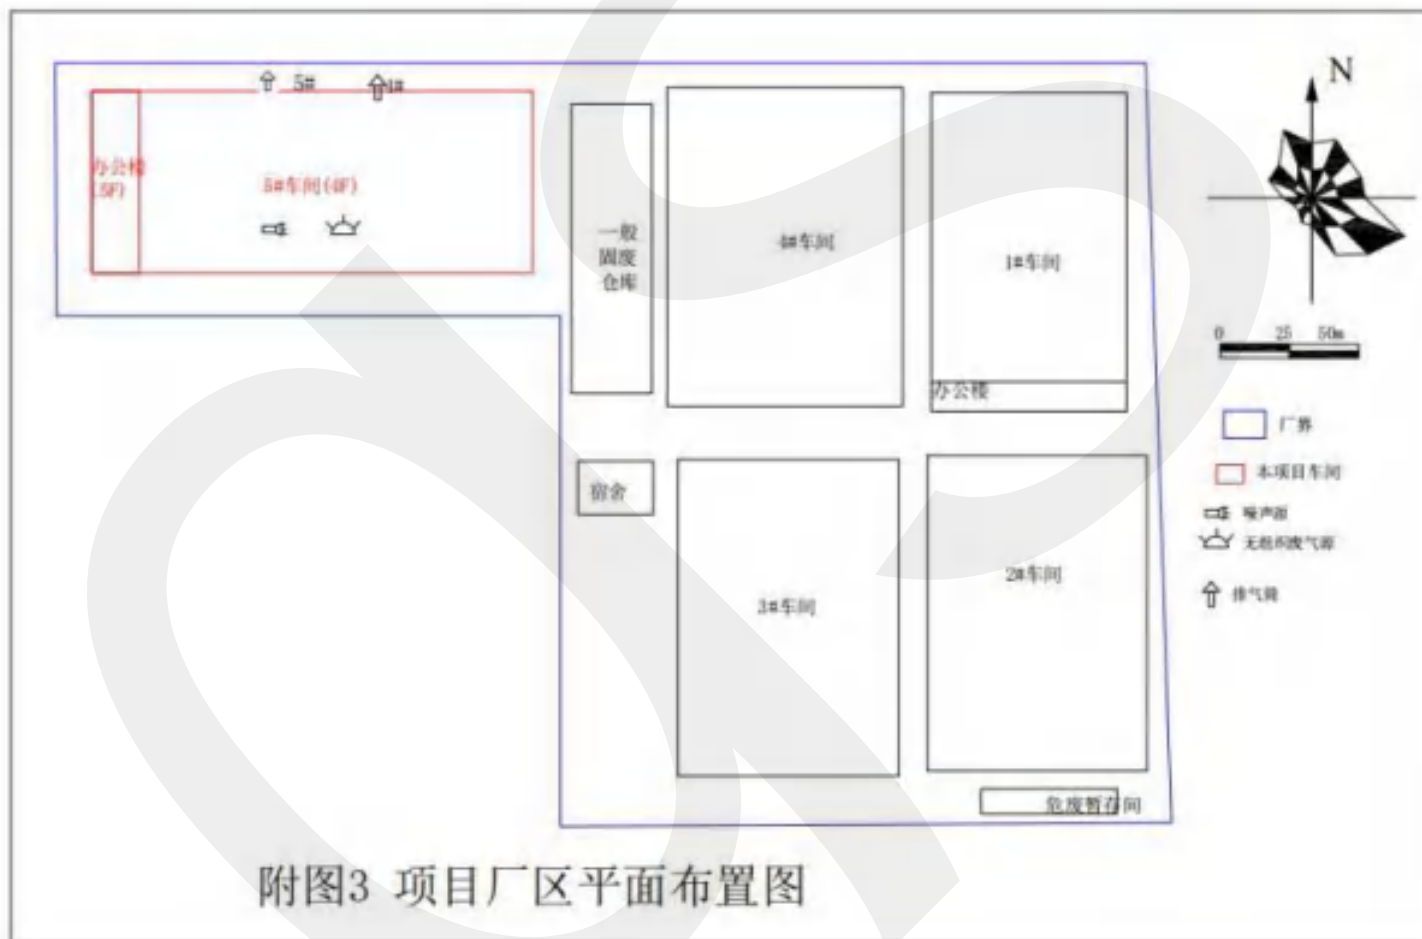 N
5#
1#
办公楼
(5F)
5#车间(4F)
一般
固废
仓库
4#车间
1#车间
办公楼
0 25 50m
厂界
本项目车间
噪声源
无组织废气源
排气筒
宿舍
3#车间
2#车间
危废暂存间
附图3 项目厂区平面布置图